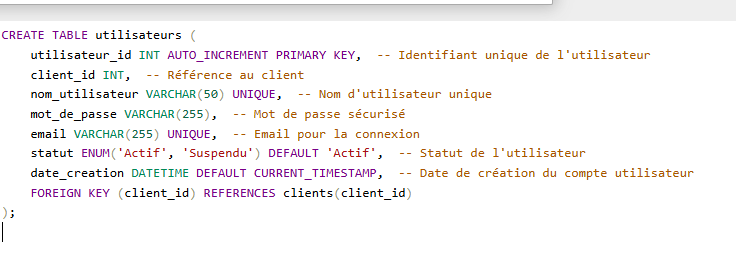 CREATE TABLE utilisateurs (
    utilisateur_id INT AUTO_INCREMENT PRIMARY KEY,  -- Identifiant unique de l'utilisateur
    client_id INT,  -- Référence au client
    nom_utilisateur VARCHAR(50) UNIQUE,  -- Nom d'utilisateur unique
    mot_de_passe VARCHAR(255),  -- Mot de passe sécurisé
    email VARCHAR(255) UNIQUE,  -- Email pour la connexion
    statut ENUM('Actif', 'Suspendu') DEFAULT 'Actif',  -- Statut de l'utilisateur
    date_creation DATETIME DEFAULT CURRENT_TIMESTAMP,  -- Date de création du compte utilisateur
    FOREIGN KEY (client_id) REFERENCES clients(client_id)
);